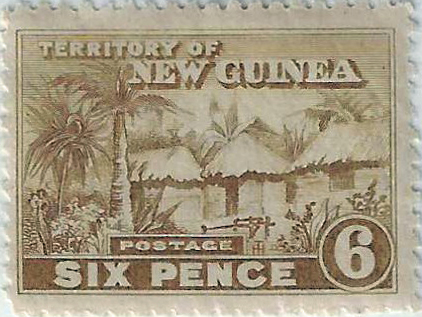 TERRITORY OF
NEW GUINEA
POSTAGE
SIX PENCE 6